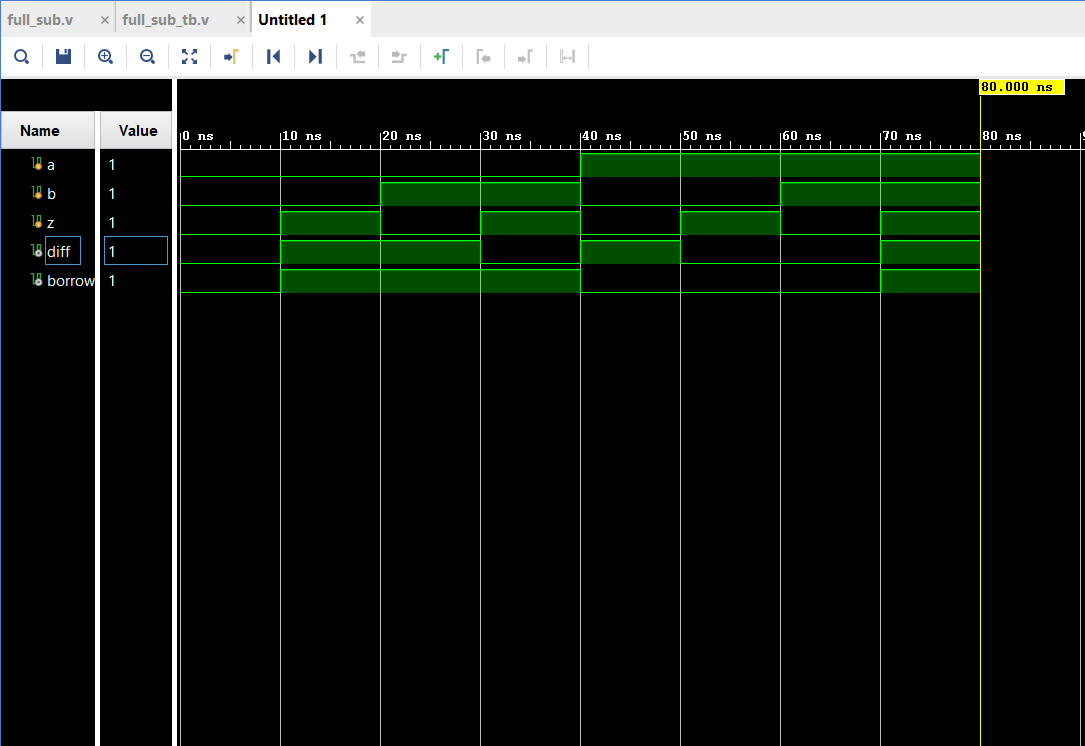 full_sub.v × full_sub_tb.v × Untitled 1 ×
80.000 ns
Name Value
0 ns 10 ns 20 ns 30 ns 40 ns 50 ns 60 ns 70 ns 80 ns
a 1
b 1
z 1
diff 1
borrow 1